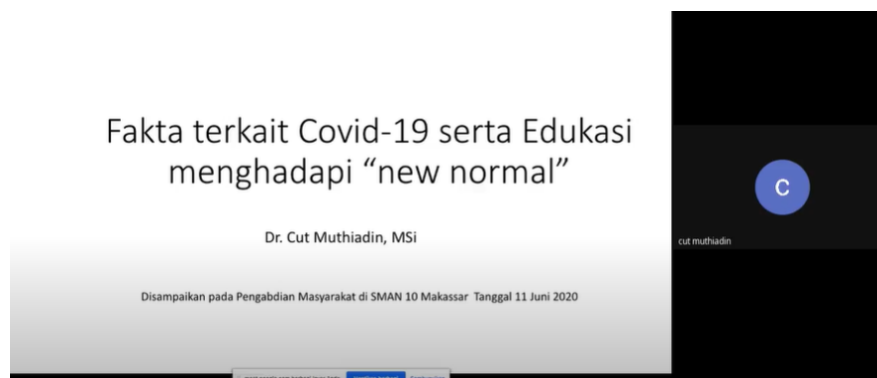 Fakta terkait Covid-19 serta Edukasi
menghadapi “new normal”
Dr. Cut Muthiadin, MSi
Disampaikan pada Pengabdian Masyarakat di SMAN 10 Makassar Tanggal 11 Juni 2020
C
cut muthiadin